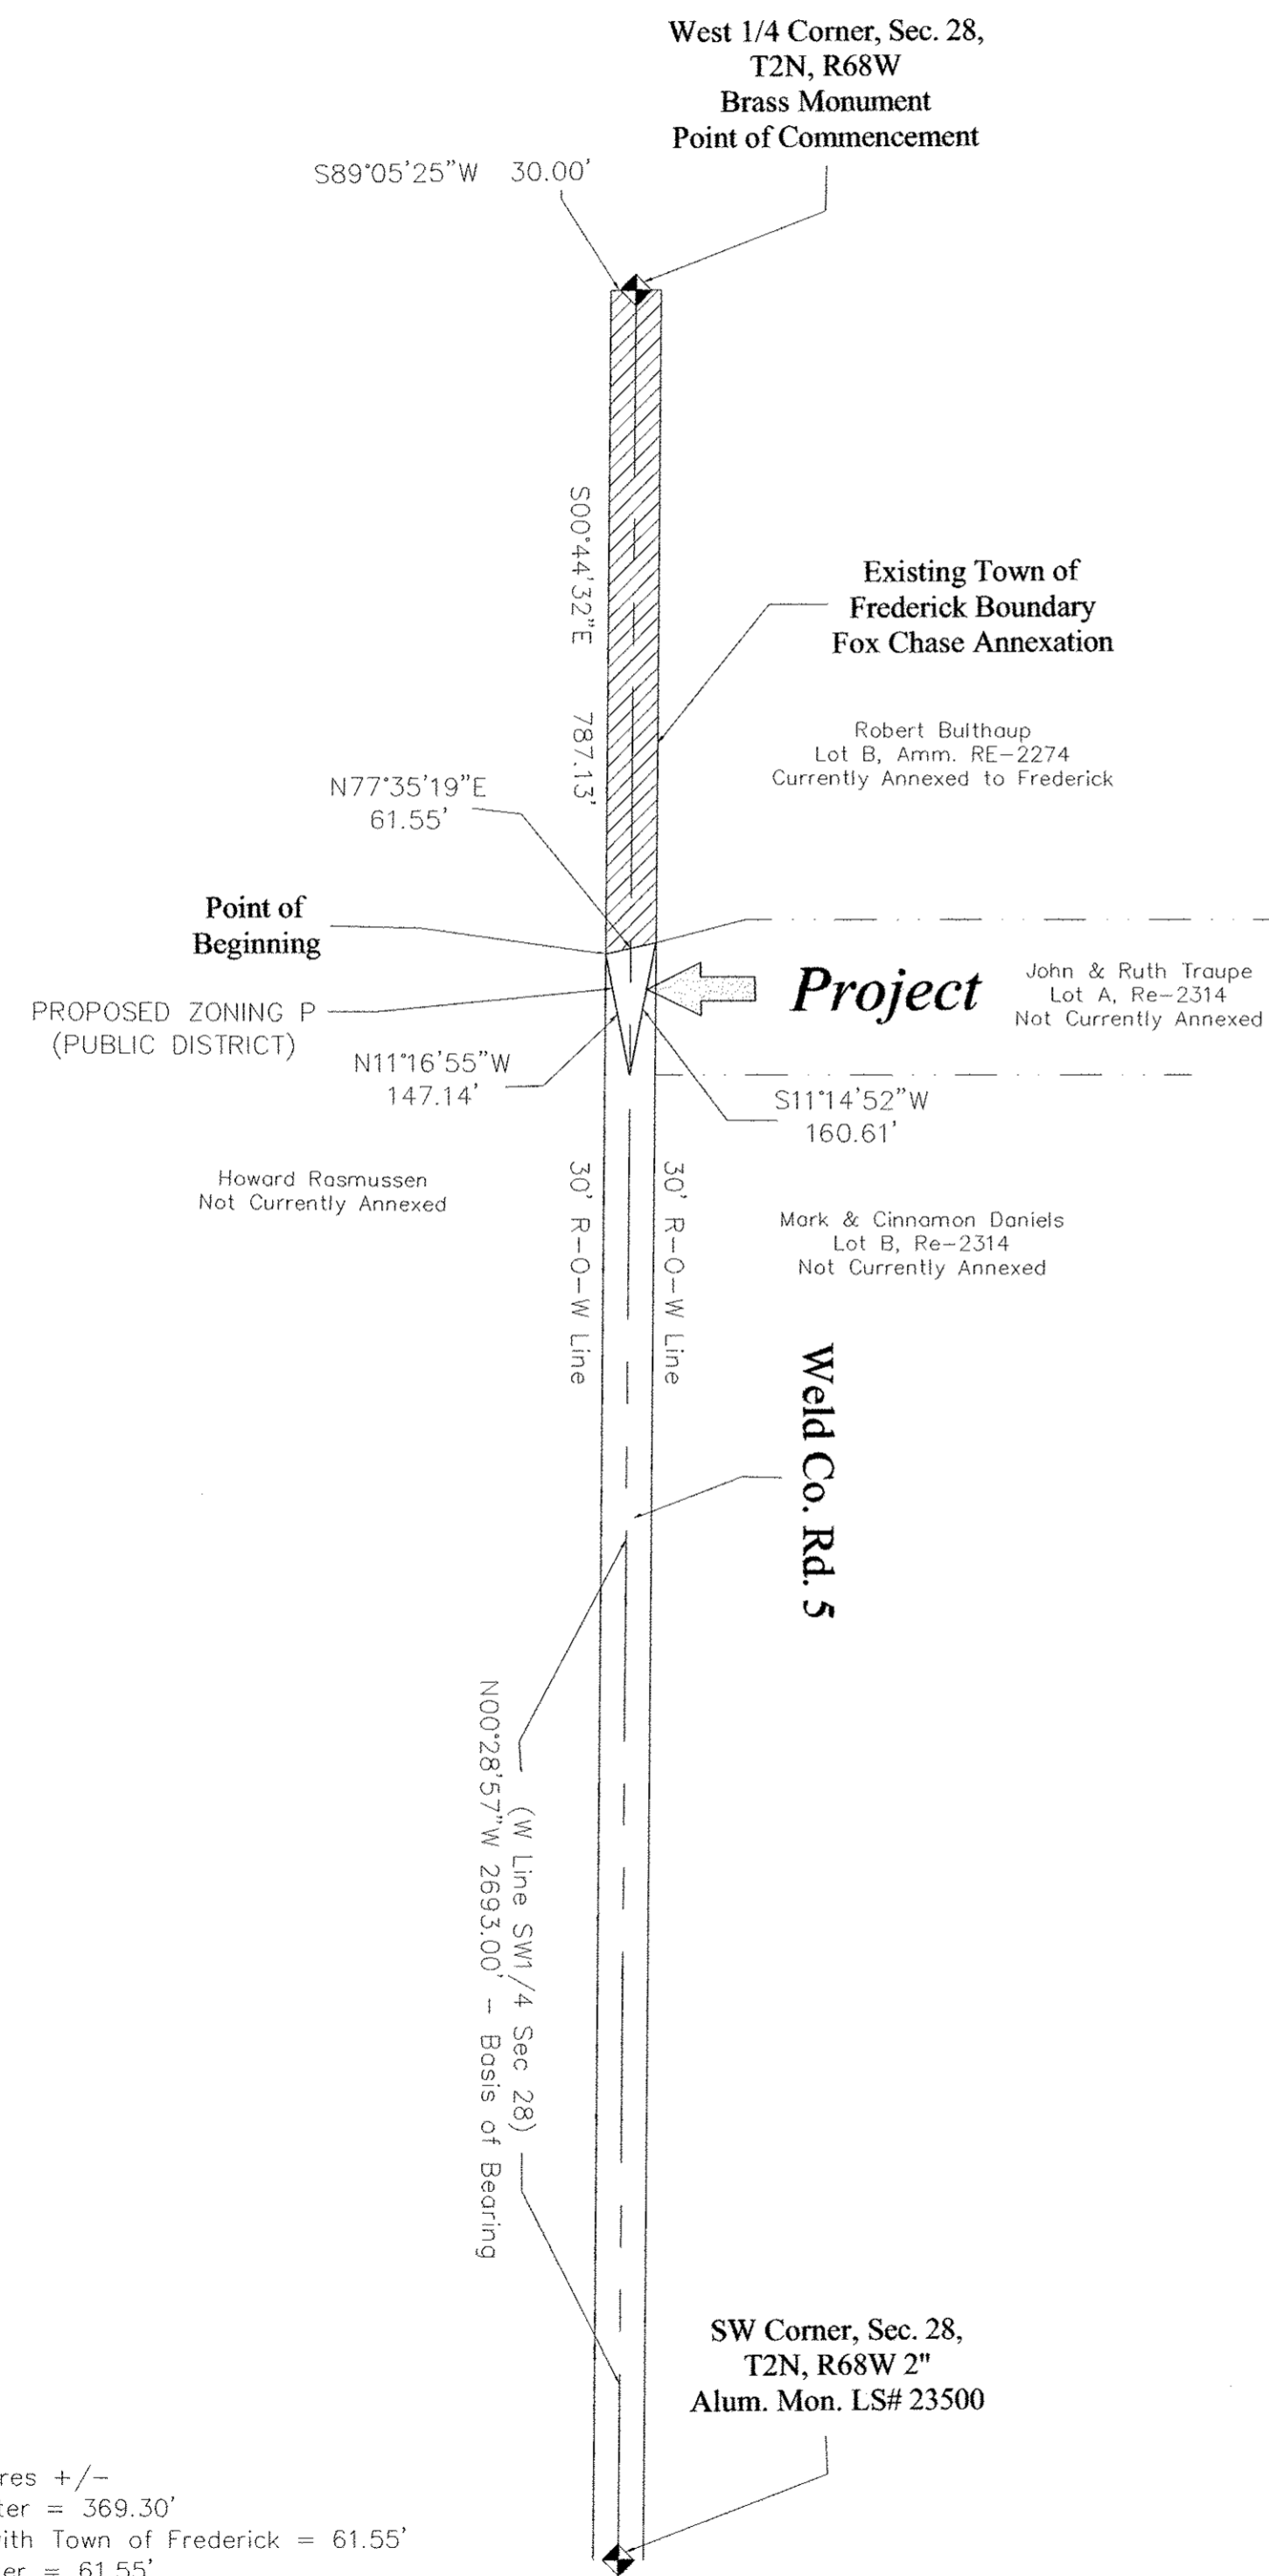 West 1/4 Corner, Sec. 28,
T2N, R68W
Brass Monument
Point of Commencement
S89°05'25"W 30.00'
S00°44'32"E 787.13'
Existing Town of
Frederick Boundary
Fox Chase Annexation
Robert Bulthaup
Lot B, Amm. RE-2274
Currently Annexed to Frederick
N77°35'19"E
61.55'
Point of
Beginning
PROPOSED ZONING P
(PUBLIC DISTRICT)
Project
John & Ruth Traupe
Lot A, Re-2314
Not Currently Annexed
N11°16'55"W
147.14'
S11°14'52"W
160.61'
Howard Rasmussen
Not Currently Annexed
30' R-O-W Line
30' R-O-W Line
Mark & Cinnamon Daniels
Lot B, Re-2314
Not Currently Annexed
Weld Co. Rd. 5
(W Line SW1/4 Sec 28)
N00°28'57"W 2693.00' - Basis of Bearing
SW Corner, Sec. 28,
T2N, R68W 2"
Alum. Mon. LS# 23500
res +/-
ter = 369.30'
with Town of Frederick = 61.55'
er = 61.55'